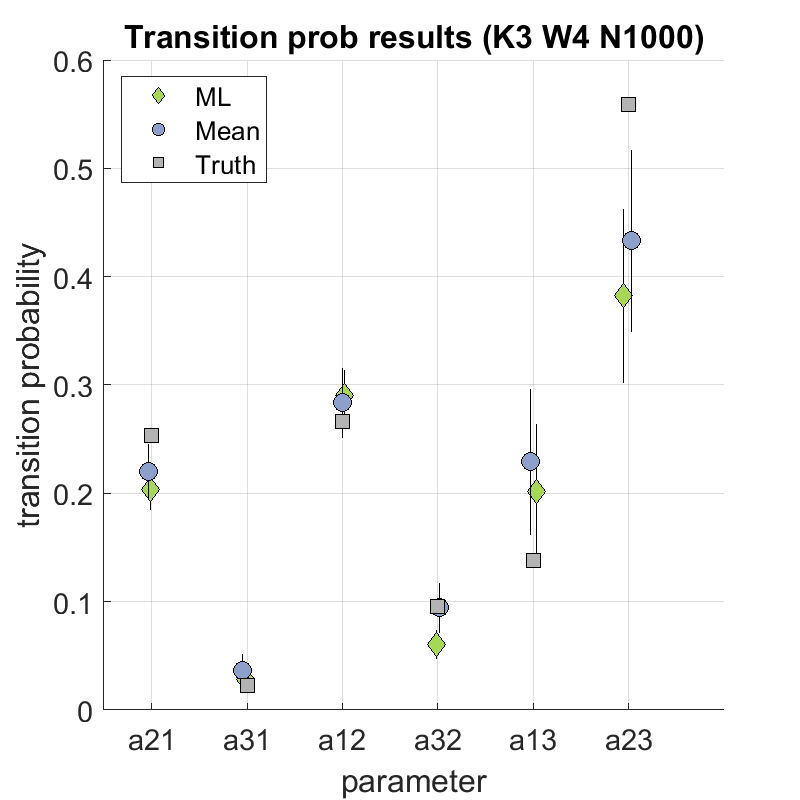 Transition prob results (K3 W4 N1000)
ML
Mean
Truth
0.6
0.5
0.4
0.3
0.2
0.1
0
transition probability
a21 a31 a12 a32 a13 a23
parameter